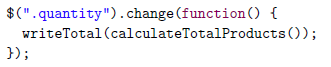 $(".quantity").change(function() {
  writeTotal(calculateTotalProducts());
});